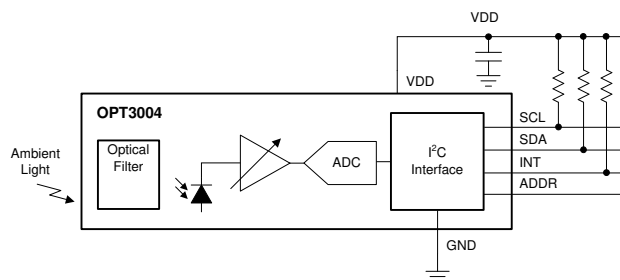 VDD
VDD
OPT3004
Ambient
Light
Optical
Filter
ADC
I²C
Interface
SCL
SDA
INT
ADDR
GND